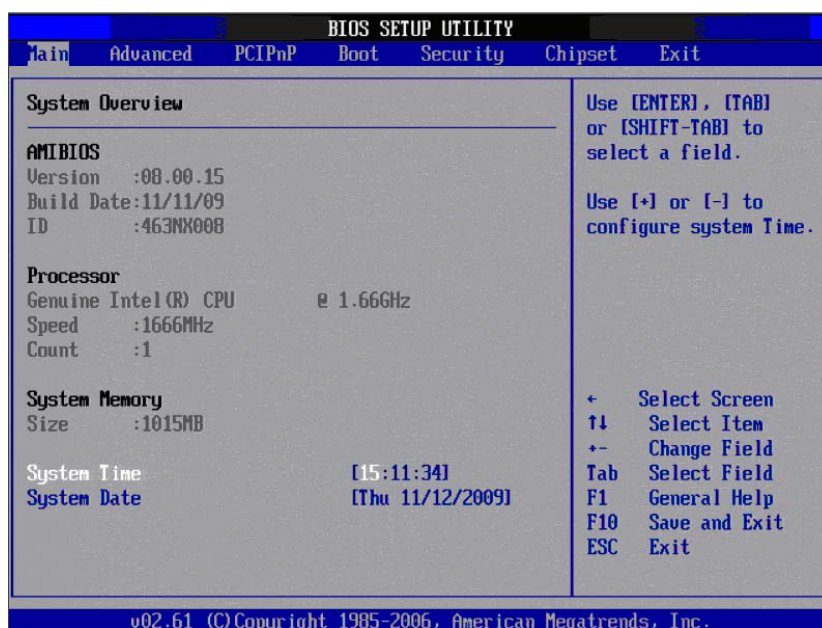 BIOS SETUP UTILITY
Main Advanced PCIPnP Boot Security Chipset Exit
System Overview
AMIBIOS
Version :08.00.15
Build Date:11/11/09
ID :463NX008
Processor
Genuine Intel(R) CPU @ 1.66GHz
Speed :1666MHz
Count :1
System Memory
Size :1015MB
System Time [15:11:34]
System Date [Thu 11/12/2009]
Use [ENTER], [TAB]
or [SHIFT-TAB] to
select a field.
Use [+] or [-] to
configure system Time.
← Select Screen
↑↓ Select Item
+- Change Field
Tab Select Field
F1 General Help
F10 Save and Exit
ESC Exit
v02.61 (C)Copyright 1985-2006, American Megatrends, Inc.